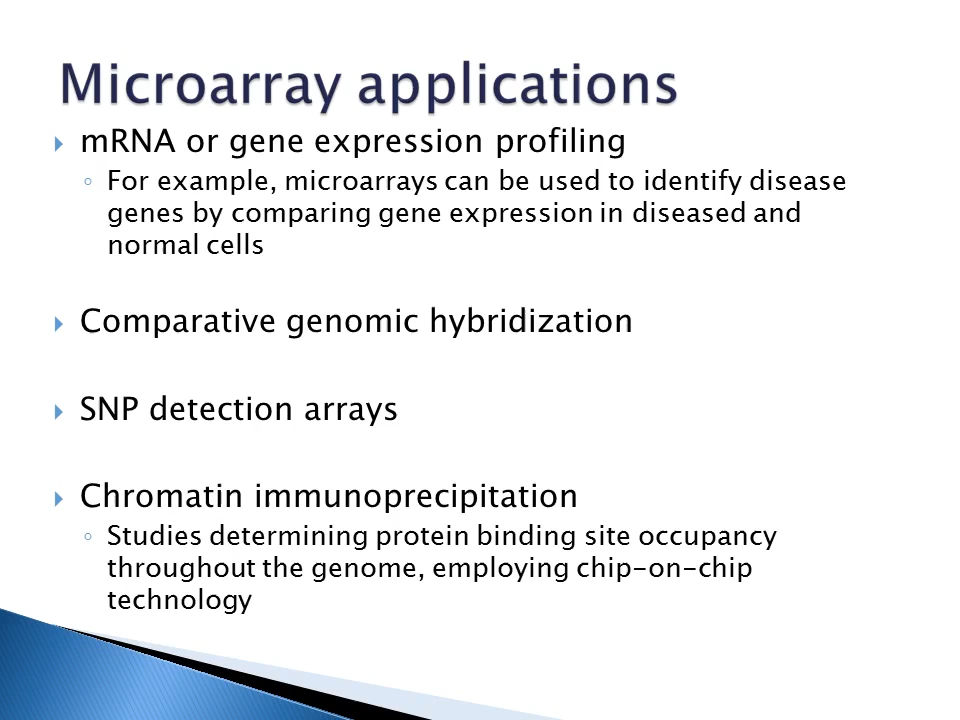 Microarray applications
mRNA or gene expression profiling
For example, microarrays can be used to identify disease
genes by comparing gene expression in diseased and
normal cells
Comparative genomic hybridization
SNP detection arrays
Chromatin immunoprecipitation
Studies determining protein binding site occupancy
throughout the genome, employing chip-on-chip
technology